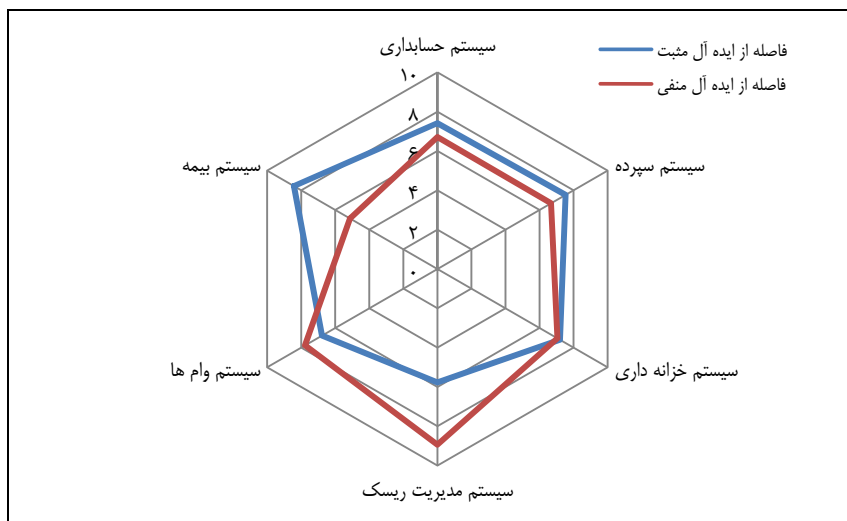 سیستم حسابداری
فاصله از ایده آل مثبت
فاصله از ایده آل منفی
۱۰
۸
۶
۴
۲
۰
سیستم سپرده
سیستم بیمه
سیستم خزانه داری
سیستم وام ها
سیستم مدیریت ریسک